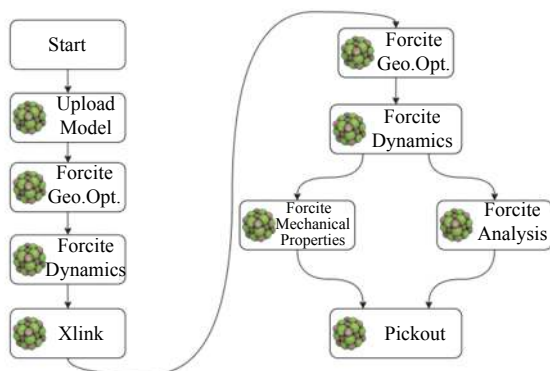 Start
Upload
Model
Forcite
Geo.Opt.
Forcite
Dynamics
Xlink
Forcite
Geo.Opt.
Forcite
Dynamics
Forcite
Mechanical
Properties
Forcite
Analysis
Pickout